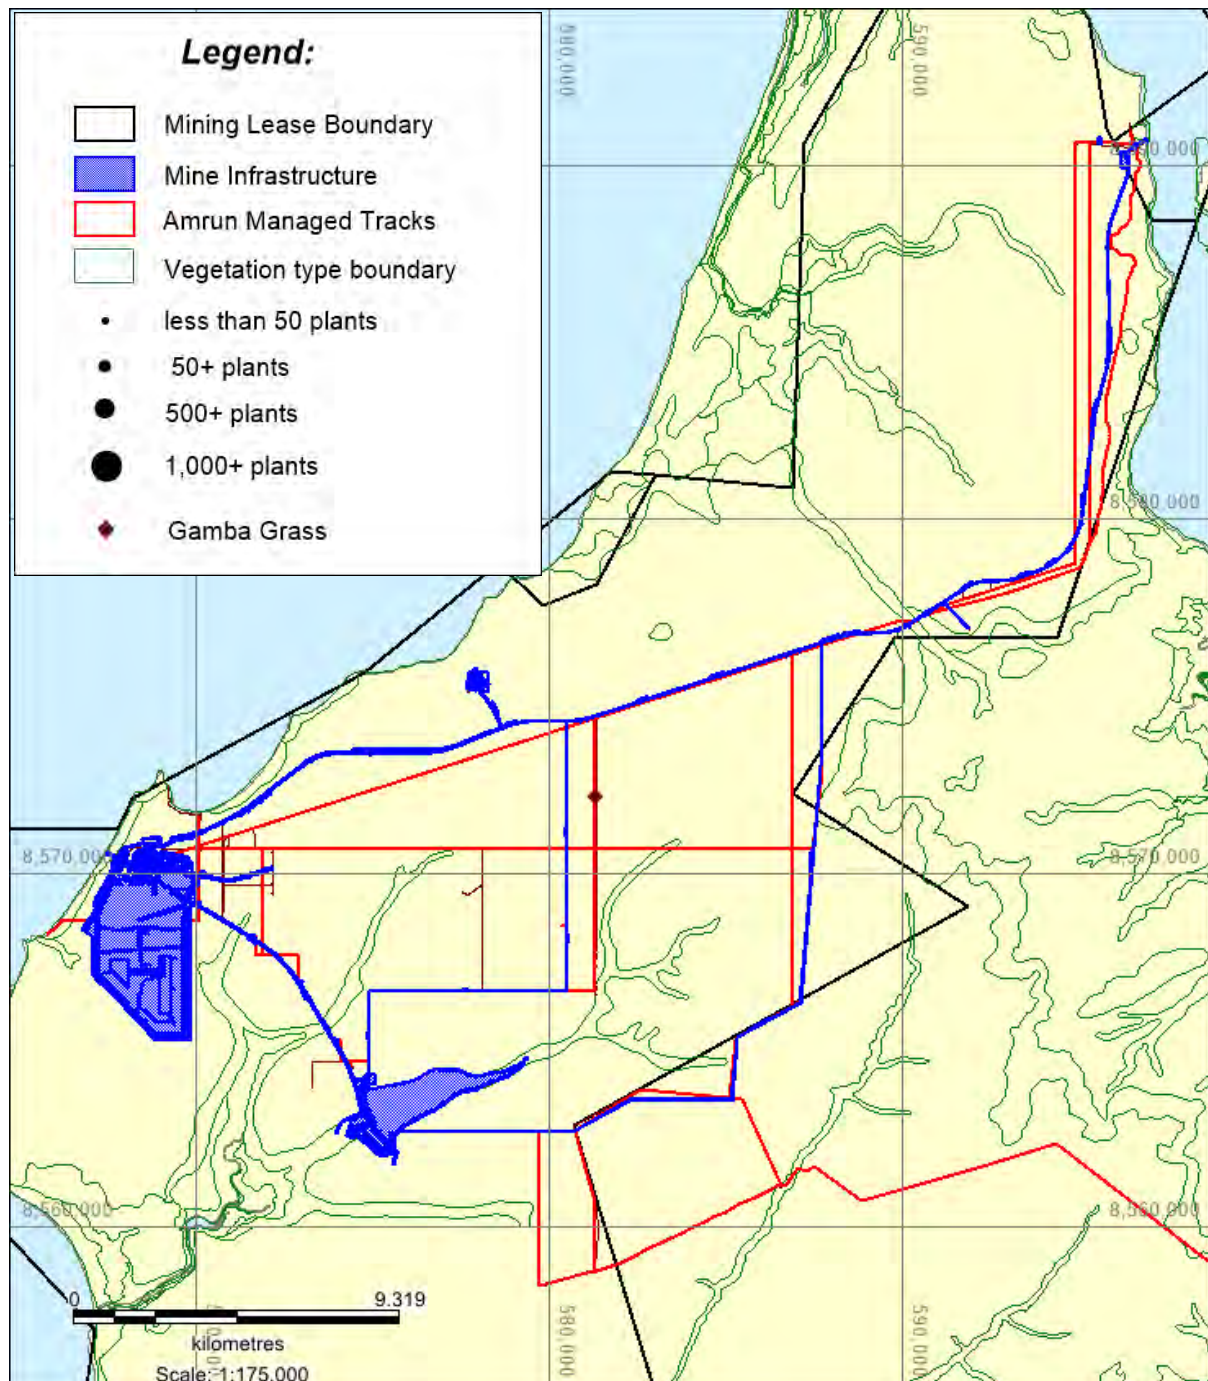 Legend:
Mining Lease Boundary
Mine Infrastructure
Amrun Managed Tracks
Vegetation type boundary
less than 50 plants
50+ plants
500+ plants
1,000+ plants
Gamba Grass
580,000
590,000
8,580,000
8,570,000
8,570,000
8,560,000
8,560,000
0 9.319
kilometres
Scale: 1:175,000
580,000
590,000